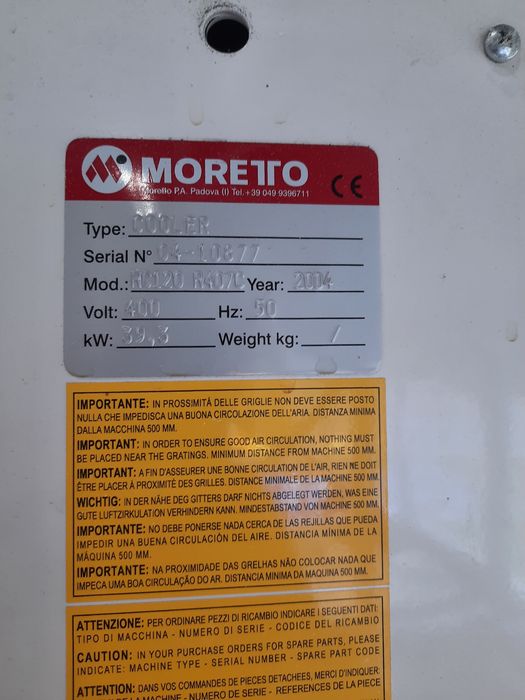 MORETTO
Moretto P.A. Padova (I) Tel.+39 049 9396711
CE
Type: COOLER
Serial N° 04-10877
Mod.: RC120 R407C Year: 2004
Volt: 400 Hz: 50
kW: 39,3 Weight kg: /
IMPORTANTE: IN PROSSIMITÀ DELLE GRIGLIE NON DEVE ESSERE POSTO
NULLA CHE IMPEDISCA UNA BUONA CIRCOLAZIONE DELL'ARIA. DISTANZA MINIMA
DALLA MACCHINA 500 MM.
IMPORTANT: IN ORDER TO ENSURE GOOD AIR CIRCULATION, NOTHING MUST
BE PLACED NEAR THE GRATINGS. MINIMUM DISTANCE FROM MACHINE 500 MM.
IMPORTANT: A FIN D'ASSEURER UNE BONNE CIRCULATION DE L'AIR, RIEN NE DOIT
ÊTRE PLACER À PROXIMITÉ DES GRILLES. DISTANCE MINIMALE DE LA MACHINE 500 MM.
WICHTIG: IN DER NÄHE DEG GITTERS DARF NICHTS ABGELEGT WERDEN, WAS EINE
GUTE LUFTZIRKULATION VERHINDERN KANN. MINDESTABSTAND VON MACHINE 500 MM.
IMPORTANTE: NO DEBE PONERSE NADA CERCA DE LAS REJILLAS QUE PUEDA
IMPEDIR UNA BUENA CIRCULACIÓN DEL AIRE. DISTANCIA MÍNIMA DE LA
MÁQUINA 500 MM.
IMPORTANTE: NA PROXIMIDADE DAS GRELHAS NÃO COLOCAR NADA QUE
IMPEÇA UMA BOA CIRCULAÇÃO DO AR. DISTANCIA MINIMA DA MAQUINA 500 MM.
ATTENZIONE: PER ORDINARE PEZZI DI RICAMBIO INDICARE I SEGUENTI DATI:
TIPO DI MACCHINA - NUMERO DI SERIE - CODICE DEL RICAMBIO
CAUTION: IN YOUR PURCHASE ORDERS FOR SPARE PARTS, PLEASE
INDICATE: MACHINE TYPE - SERIAL NUMBER - SPARE PART CODE
ATTENTION: DANS VOS COMMANDES DE PIECES DETACHEES, MERCI D'INDIQUER:
DE LA MACHINE - NUMERO DE SERIE - REFERENCES DE LA PIECE